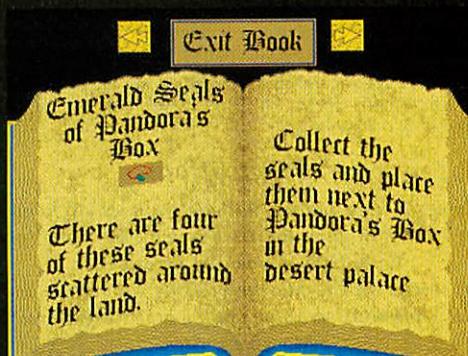 Exit Book
Emerald Seals
of Pandora's
Box
There are four
of these seals
scattered around
the land.
Collect the
seals and place
them next to
Pandora's Box
in the
desert palace